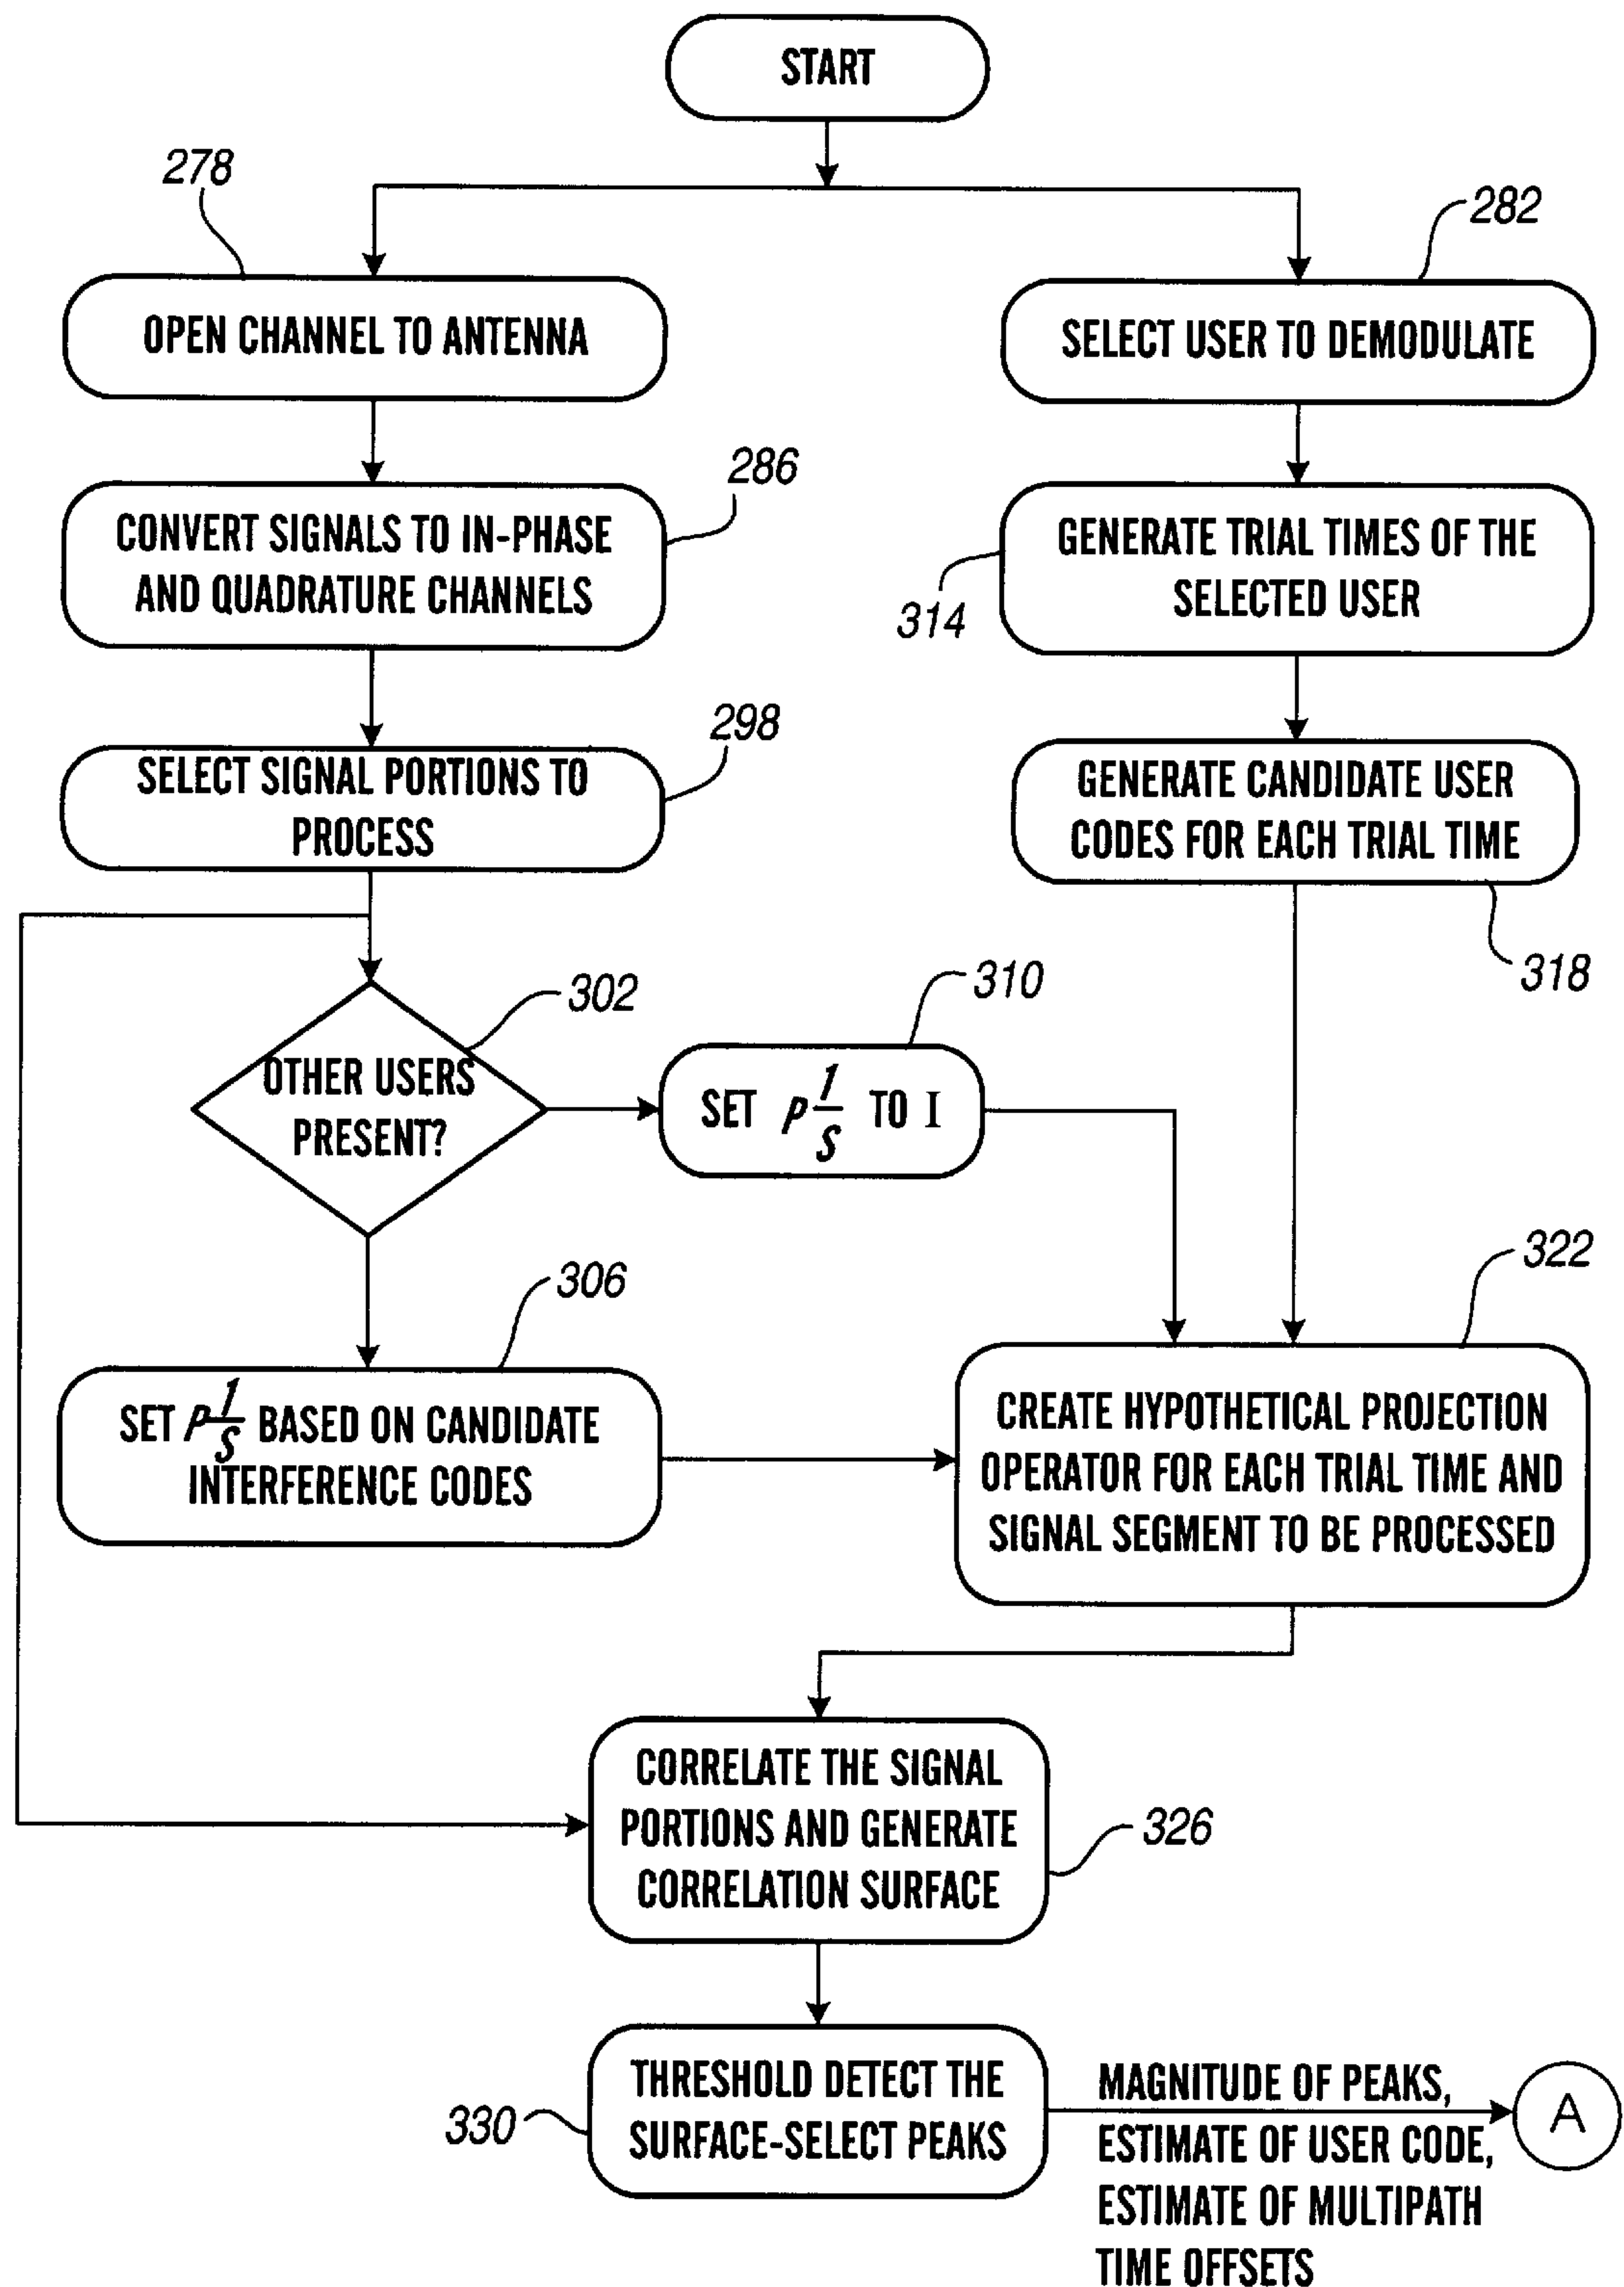 START
278
282
OPEN CHANNEL TO ANTENNA
SELECT USER TO DEMODULATE
286
CONVERT SIGNALS TO IN-PHASE
AND QUADRATURE CHANNELS
GENERATE TRIAL TIMES OF THE
SELECTED USER
314
298
SELECT SIGNAL PORTIONS TO
PROCESS
GENERATE CANDIDATE USER
CODES FOR EACH TRIAL TIME
318
302
OTHER USERS
PRESENT?
310
SET P 1/S TO I
306
SET P 1/S BASED ON CANDIDATE
INTERFERENCE CODES
322
CREATE HYPOTHETICAL PROJECTION
OPERATOR FOR EACH TRIAL TIME AND
SIGNAL SEGMENT TO BE PROCESSED
CORRELATE THE SIGNAL
PORTIONS AND GENERATE
CORRELATION SURFACE
326
THRESHOLD DETECT THE
SURFACE-SELECT PEAKS
330
MAGNITUDE OF PEAKS,
ESTIMATE OF USER CODE,
ESTIMATE OF MULTIPATH
TIME OFFSETS
A